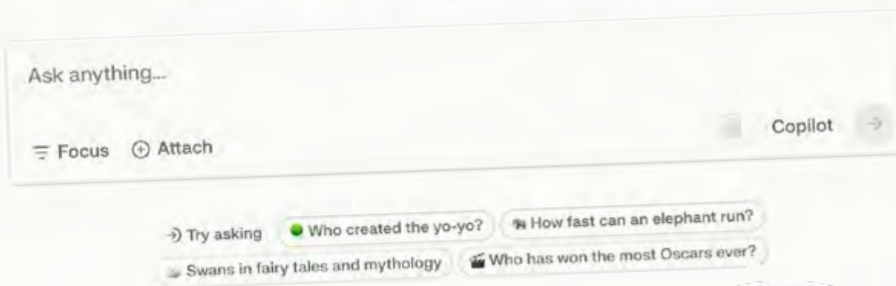 Ask anything...
Focus Attach Copilot
Try asking Who created the yo-yo? How fast can an elephant run?
Swans in fairy tales and mythology Who has won the most Oscars ever?